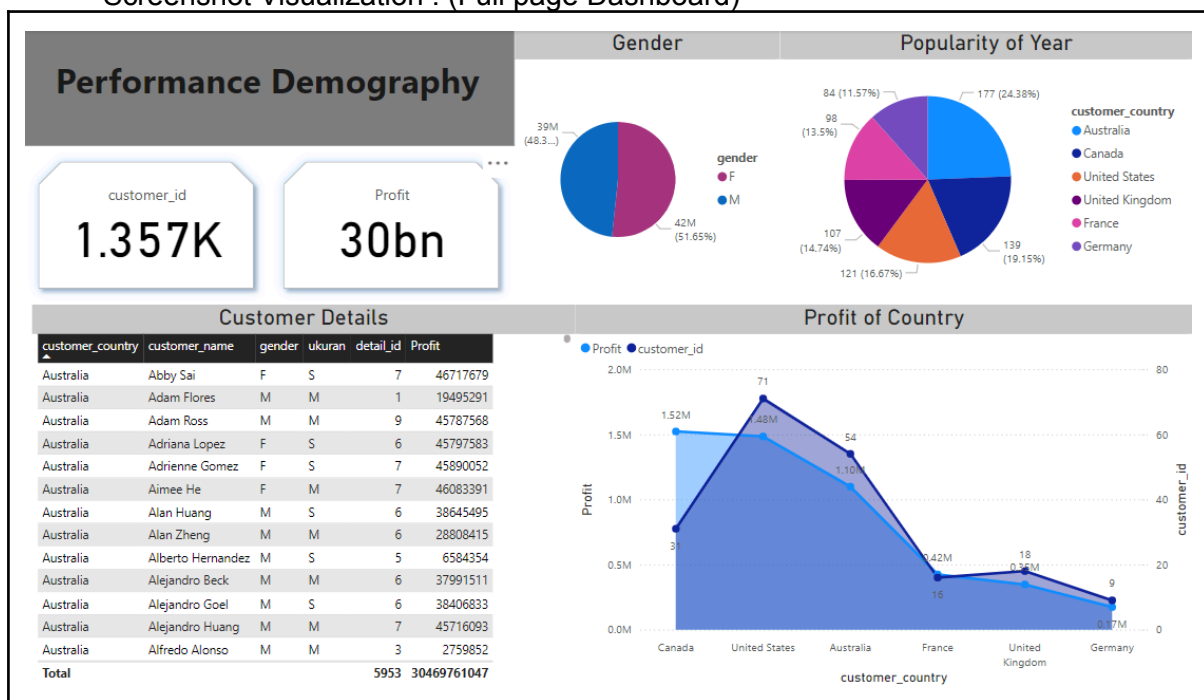 Screenshot Visualization : (Full page Dashboard)
Performance Demography
customer_id
1.357K
Profit
30bn
Gender
39M
(48.3...)
42M
(51.65%)
gender
F
M
Popularity of Year
84 (11.57%)
177 (24.38%)
98
(13.5%)
107
(14.74%)
121 (16.67%)
139
(19.15%)
customer_country
Australia
Canada
United States
United Kingdom
France
Germany
Customer Details
customer_country customer_name gender ukuran detail_id Profit
Australia Abby Sai F S 7 46717679
Australia Adam Flores M M 1 19495291
Australia Adam Ross M M 9 45787568
Australia Adriana Lopez F S 6 45797583
Australia Adrienne Gomez F S 7 45890052
Australia Aimee He F M 7 46083391
Australia Alan Huang M S 6 38645495
Australia Alan Zheng M M 6 28808415
Australia Alberto Hernandez M S 5 6584354
Australia Alejandro Beck M M 6 37991511
Australia Alejandro Goel M S 6 38406833
Australia Alejandro Huang M M 7 45716093
Australia Alfredo Alonso M M 3 2759852
Total 5953 30469761047
Profit of Country
Profit customer_id
2.0M
1.5M
1.0M
0.5M
0.0M
Profit
1.52M
1.48M
1.10M
0.42M
0.35M
0.17M
31
71
54
16
18
9
80
60
40
20
0
customer_id
Canada
United States
Australia
France
United
Kingdom
Germany
customer_country